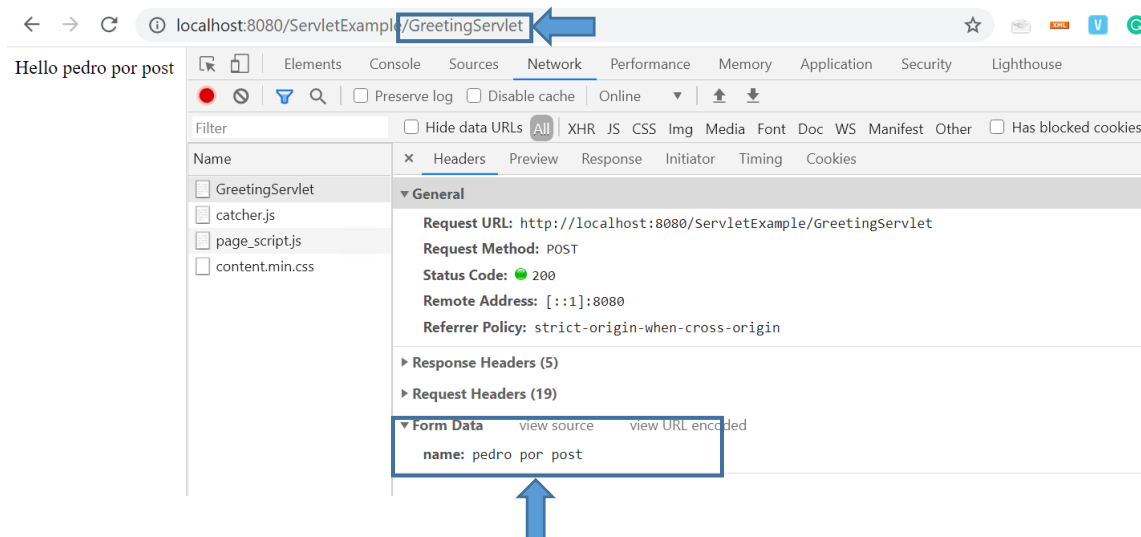 localhost:8080/ServletExample/GreetingServlet
XML V G
Hello pedro por post
Elements Console Sources Network Performance Memory Application Security Lighthouse
Preserve log Disable cache Online
Filter Hide data URLs All XHR JS CSS Img Media Font Doc WS Manifest Other Has blocked cookies
Name Headers Preview Response Initiator Timing Cookies
GreetingServlet
catcher.js
page_script.js
content.min.css
General
Request URL: http://localhost:8080/ServletExample/GreetingServlet
Request Method: POST
Status Code: 200
Remote Address: [::1]:8080
Referrer Policy: strict-origin-when-cross-origin
Response Headers (5)
Request Headers (19)
Form Data view source view URL encoded
name: pedro por post